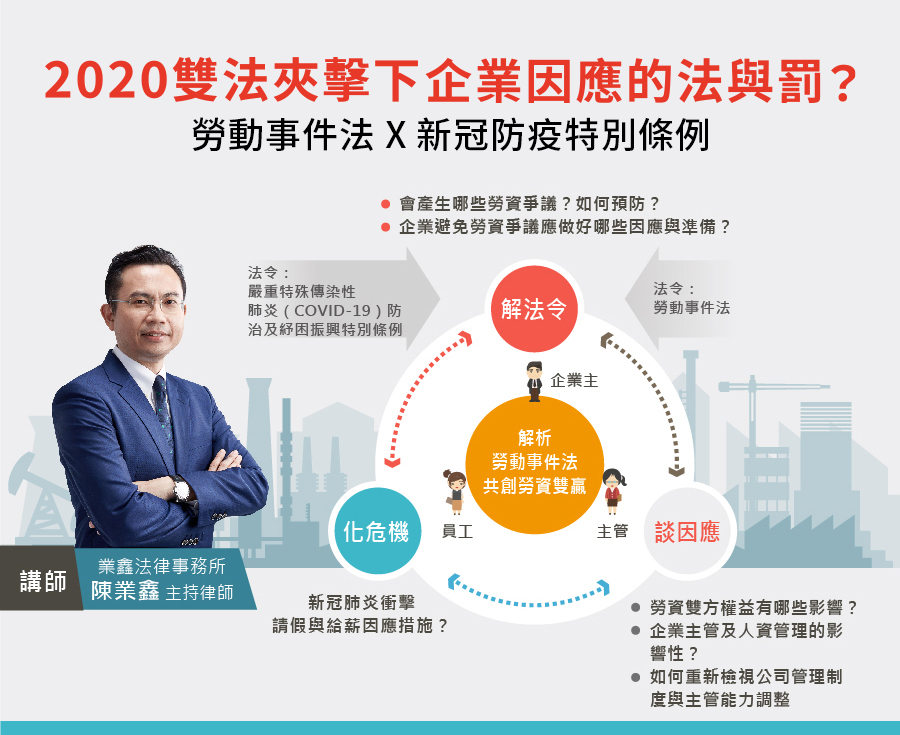 2020雙法夾擊下企業因應的法與罰？
勞動事件法 X 新冠防疫特別條例
會產生哪些勞資爭議？如何預防？
企業避免勞資爭議應做好哪些因應與準備？
法令：
嚴重特殊傳染性
肺炎（COVID-19）防
治及紓困振興特別條例
解法令
法令：
勞動事件法
企業主
解析
勞動事件法
共創勞資雙贏
員工
主管
化危機
談因應
講師
業鑫法律事務所
陳業鑫 主持律師
新冠肺炎衝擊
請假與給薪因應措施？
勞資雙方權益有哪些影響？
企業主管及人資管理的影
響性？
如何重新檢視公司管理制
度與主管能力調整